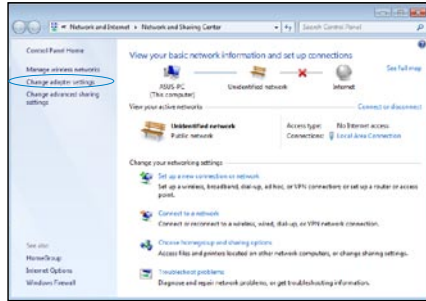 Network and Internet ▸ Network and Sharing Center
Search Control Panel
Control Panel Home
Manage wireless networks
Change adapter settings
Change advanced sharing
settings
See also
HomeGroup
Internet Options
Windows Firewall
View your basic network information and set up connections
See full map
ASUS-PC
(This computer)
Unidentified network
Internet
View your active networks
Connect or disconnect
Unidentified network
Public network
Access type: No Internet access
Connections: Local Area Connection
Change your networking settings
Set up a new connection or network
Set up a wireless, broadband, dial-up, ad hoc, or VPN connection; or set up a router or access
point.
Connect to a network
Connect or reconnect to a wireless, wired, dial-up, or VPN network connection.
Choose homegroup and sharing options
Access files and printers located on other network computers, or change sharing settings.
Troubleshoot problems
Diagnose and repair network problems, or get troubleshooting information.